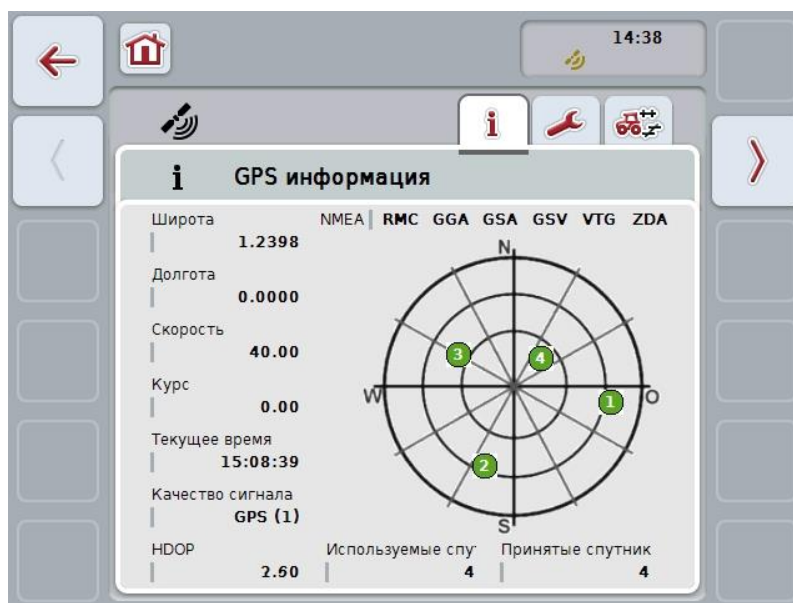 14:38
i
i GPS информация
Широта
1.2398
NMEA RMC GGA GSA GSV VTG ZDA
Долгота
0.0000
Скорость
40.00
Курс
0.00
Текущее время
15:08:39
Качество сигнала
GPS (1)
HDOP
2.60
N
3
4
W
1
O
2
S
Используемые спу
4
Принятые спутник
4